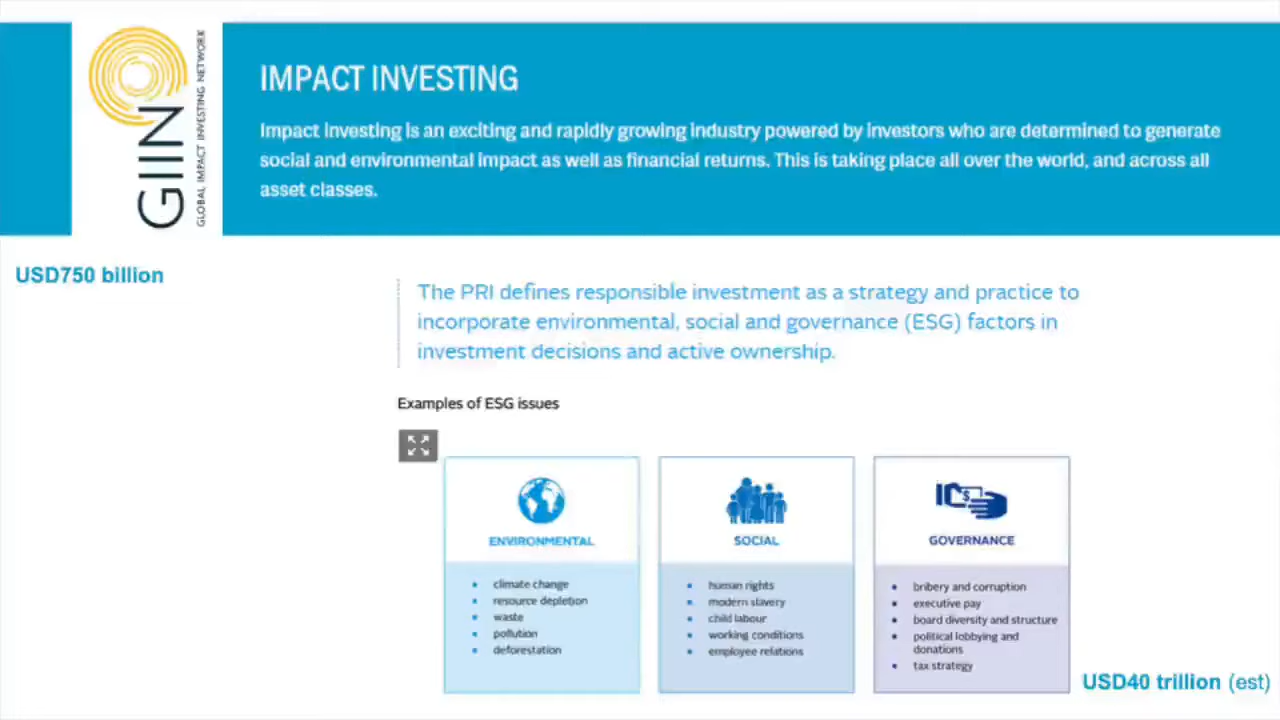 GIIN
GLOBAL IMPACT INVESTING NETWORK
IMPACT INVESTING
Impact investing is an exciting and rapidly growing industry powered by investors who are determined to generate
social and environmental impact as well as financial returns. This is taking place all over the world, and across all
asset classes.
USD750 billion
The PRI defines responsible investment as a strategy and practice to
incorporate environmental, social and governance (ESG) factors in
investment decisions and active ownership.
Examples of ESG issues
ENVIRONMENTAL
• climate change
• resource depletion
• waste
• pollution
• deforestation
SOCIAL
• human rights
• modern slavery
• child labour
• working conditions
• employee relations
$
GOVERNANCE
• bribery and corruption
• executive pay
• board diversity and structure
• political lobbying and
donations
• tax strategy
USD40 trillion (est)